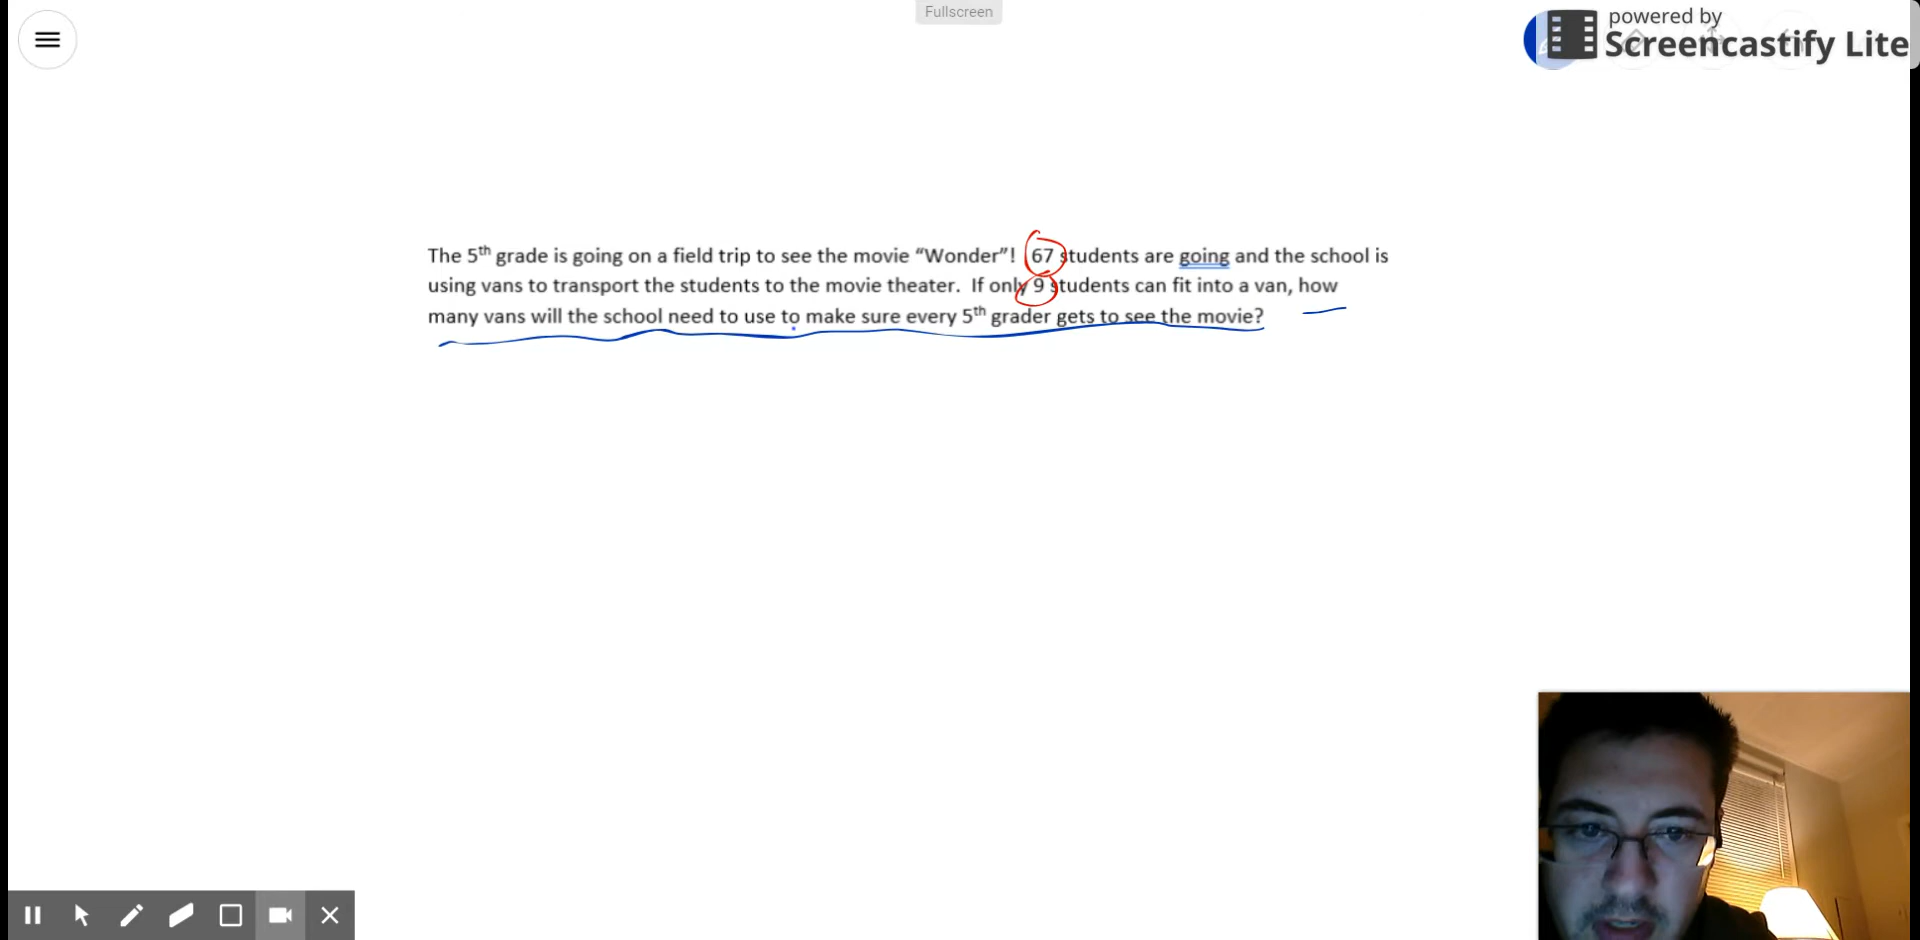 Fullscreen
powered by
Screencastify Lite
The 5th grade is going on a field trip to see the movie “Wonder”!  67 students are going and the school is
using vans to transport the students to the movie theater.  If only 9 students can fit into a van, how
many vans will the school need to use to make sure every 5th grader gets to see the movie?